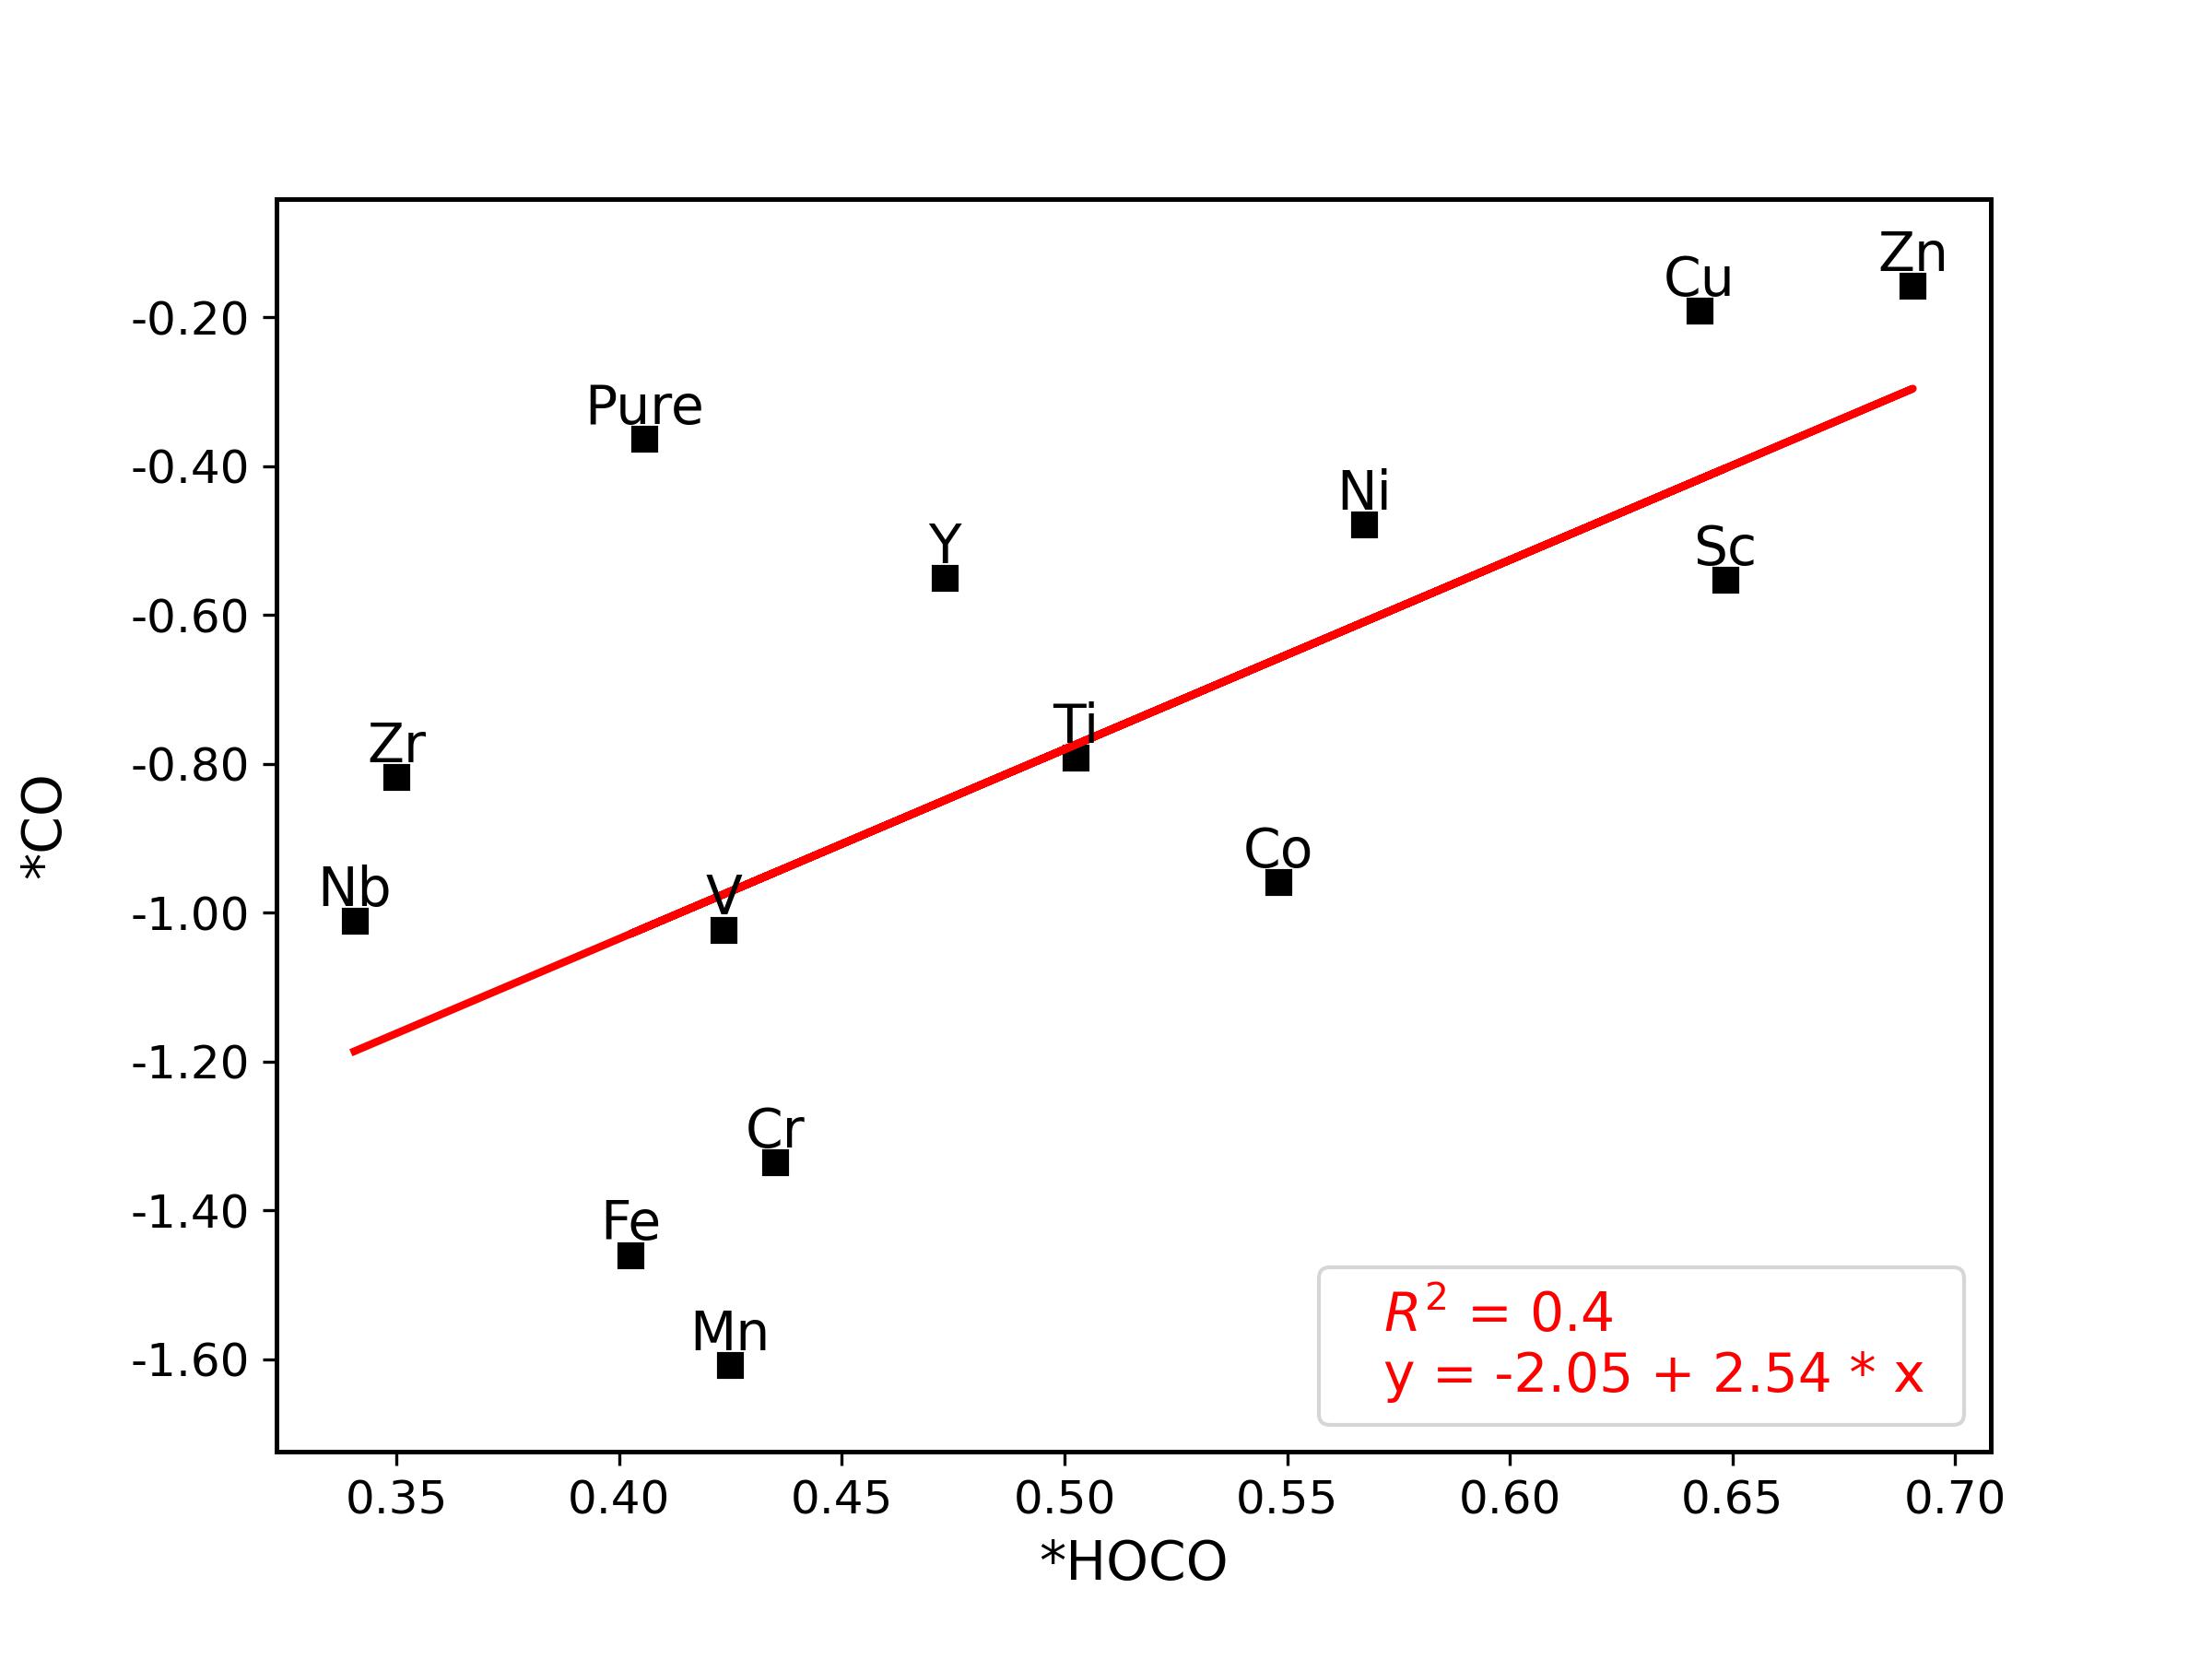 Zn
Cu
-0.20
Pure
-0.40
Ni
Y
Sc
-0.60
Ti
Zr
-0.80
Co
*CO
Nb
V
-1.00
-1.20
Cr
Fe
-1.40
Mn
-1.60
R² = 0.4
y = -2.05 + 2.54 * x
0.35 0.40 0.45 0.50 0.55 0.60 0.65 0.70
*HOCO